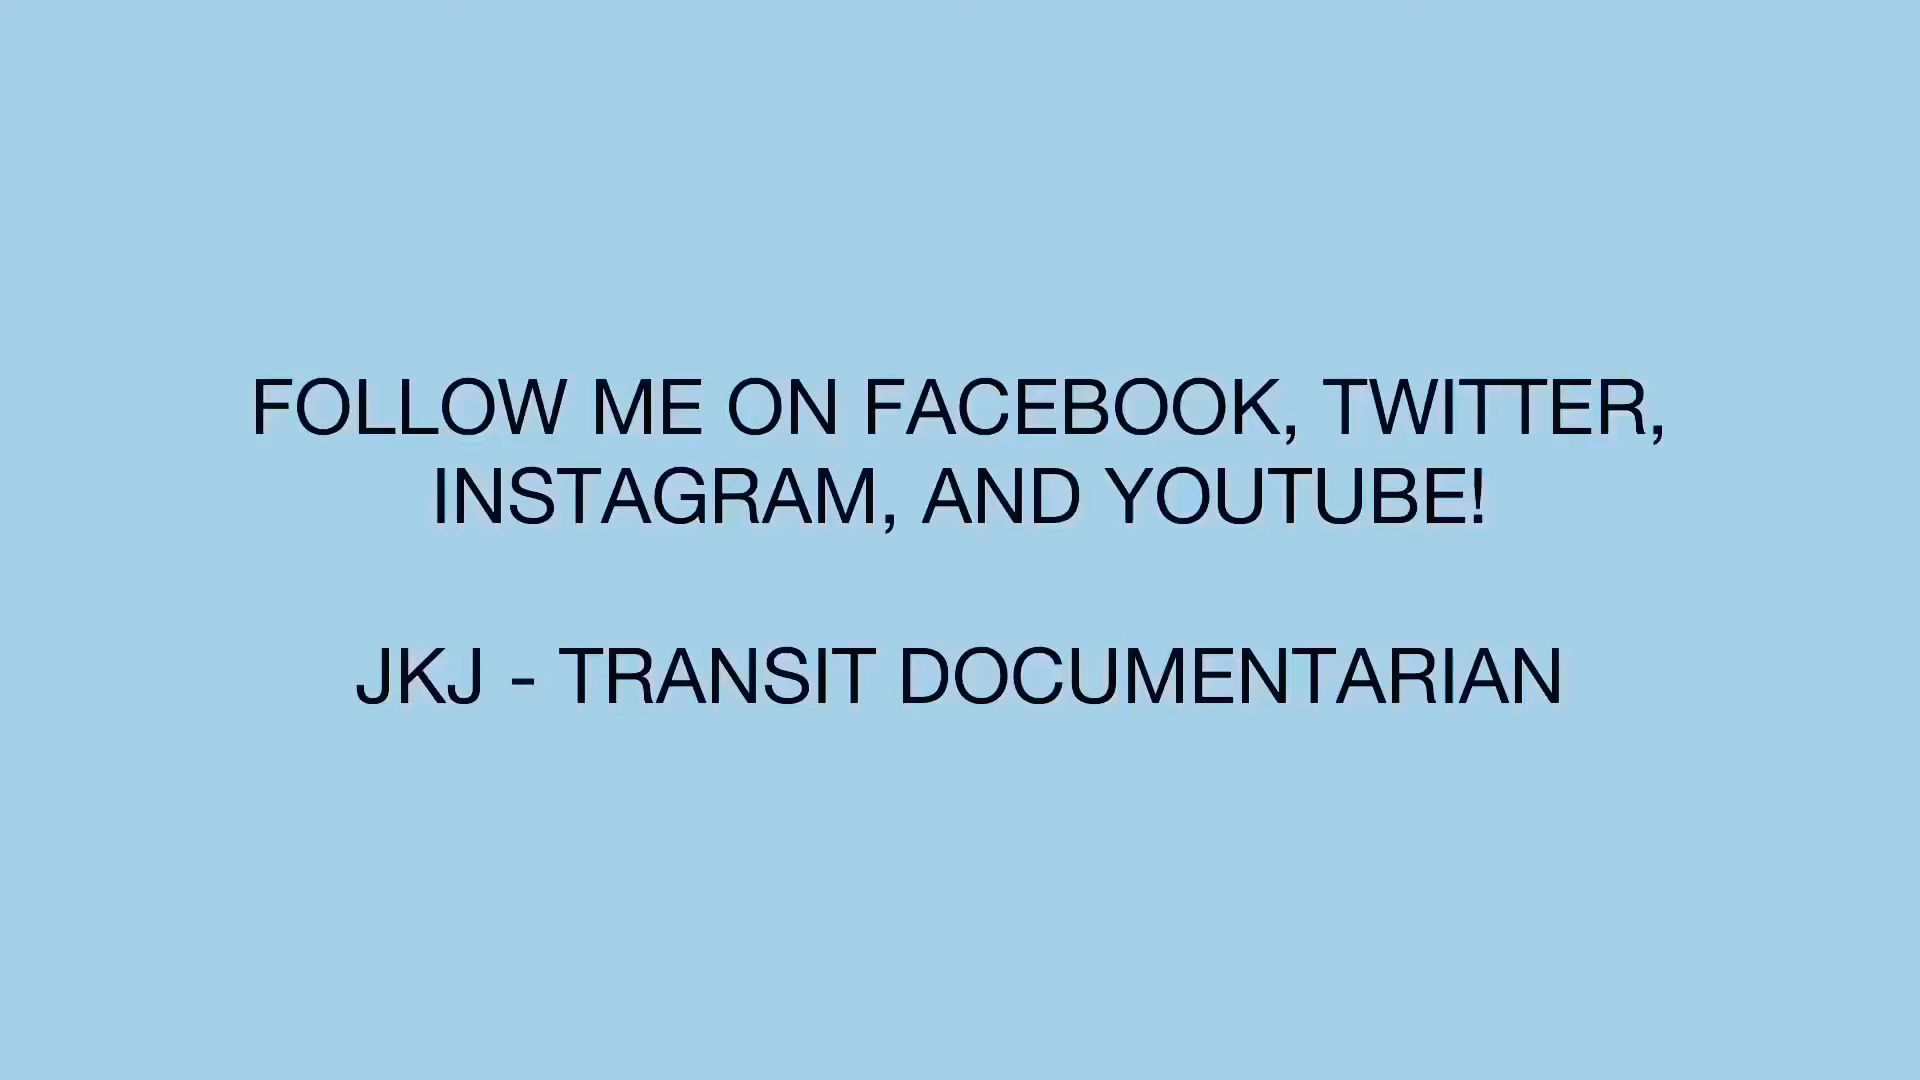 FOLLOW ME ON FACEBOOK, TWITTER,
INSTAGRAM, AND YOUTUBE!
JKJ - TRANSIT DOCUMENTARIAN